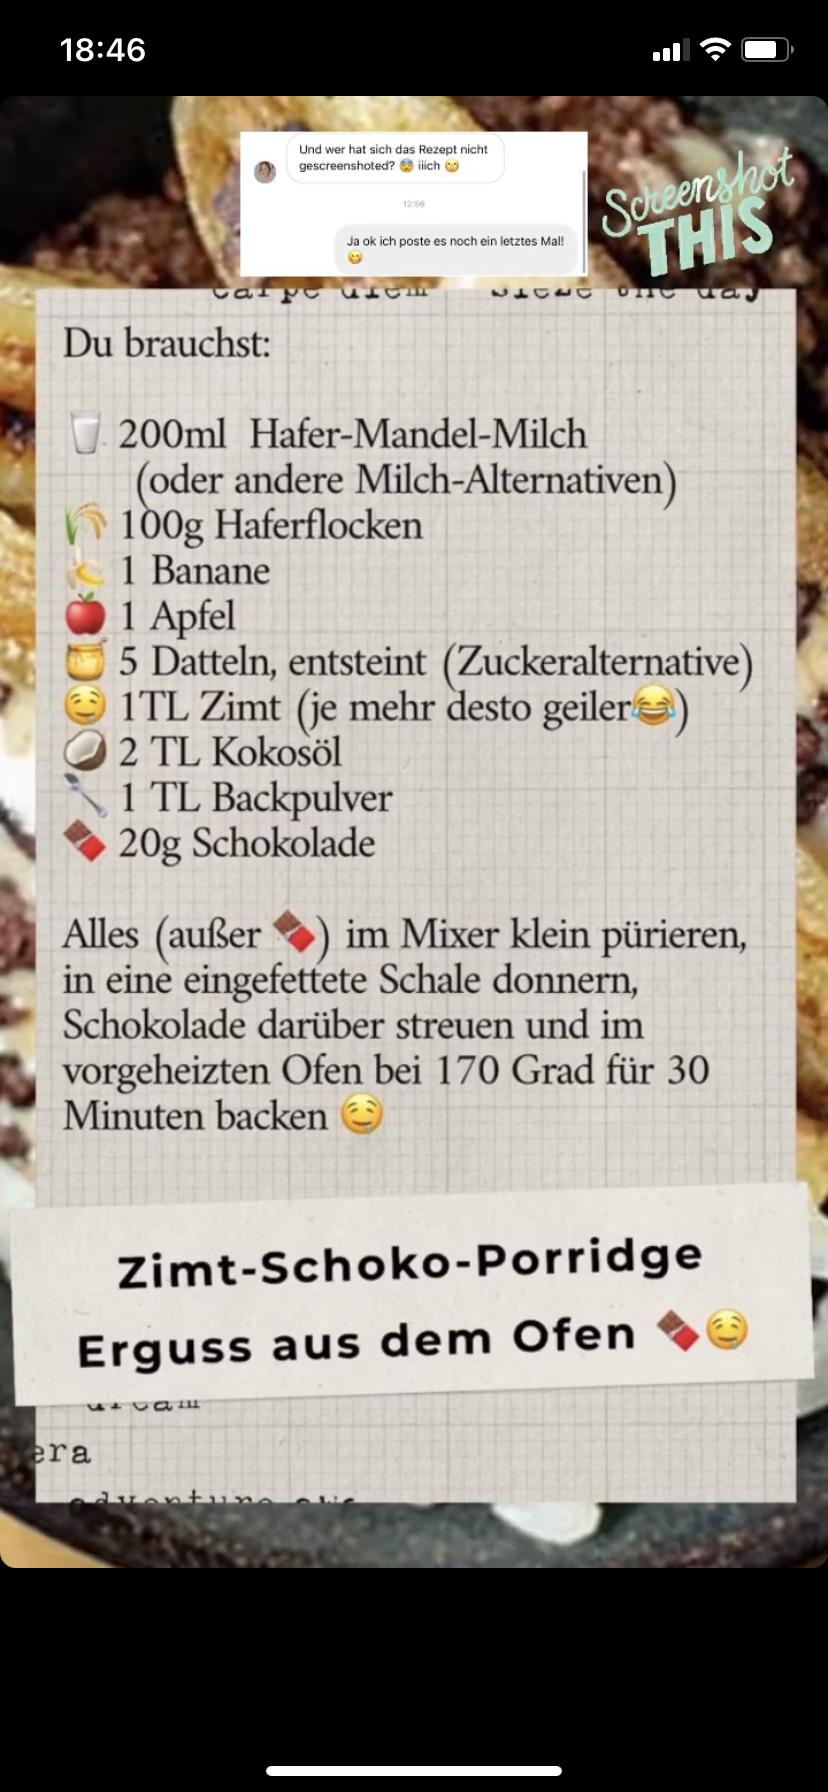 18:46
Und wer hat sich das Rezept nicht
gescreenshoted? 😨 iiich 🙄
12:56
Ja ok ich poste es noch ein letztes Mal!
😋
Screenshot
THIS
carpe diem sieze the day
Du brauchst:
🥛 200ml Hafer-Mandel-Milch
(oder andere Milch-Alternativen)
🌾 100g Haferflocken
🍌 1 Banane
🍎 1 Apfel
🍯 5 Datteln, entsteint (Zuckeralternative)
🤤 1TL Zimt (je mehr desto geiler😂)
🥥 2 TL Kokosöl
🥄 1 TL Backpulver
🍫 20g Schokolade
Alles (außer 🍫) im Mixer klein pürieren,
in eine eingefettete Schale donnern,
Schokolade darüber streuen und im
vorgeheizten Ofen bei 170 Grad für 30
Minuten backen 🤤
Zimt-Schoko-Porridge
Erguss aus dem Ofen 🍫🤤
dream
era
adventure